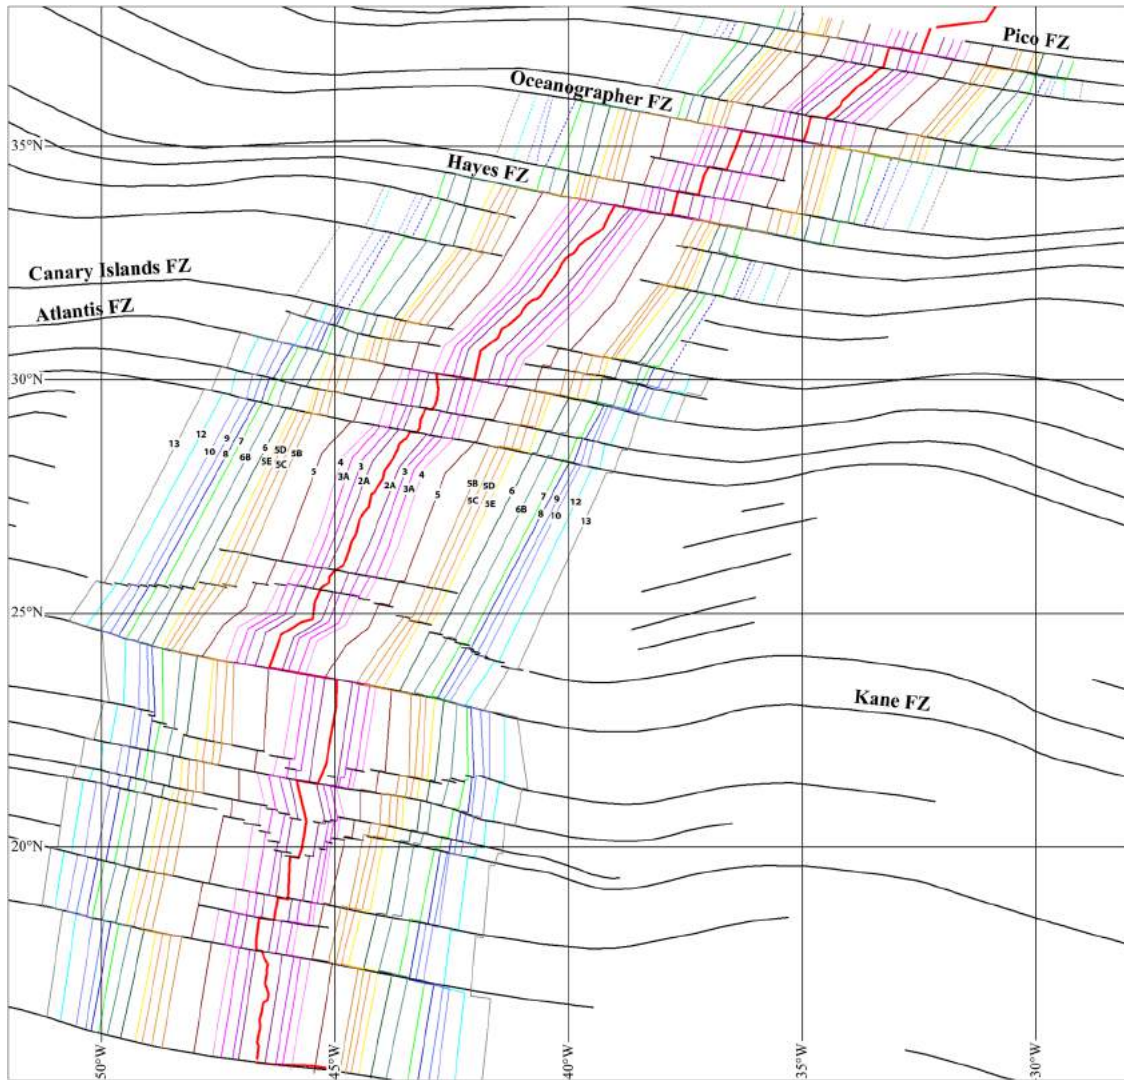 Pico FZ
Oceanographer FZ
35°N
Hayes FZ
Canary Islands FZ
Atlantis FZ
30°N
13 12 9 7 6 5D 5B 4 3 3 4
10 8 6B 5E 5C 5 3A 2A 2A 3A 5
5B 5D 6 7 9 12
5C 5E 6B 8 10 13
25°N
Kane FZ
20°N
50°W 45°W 40°W 35°W 30°W